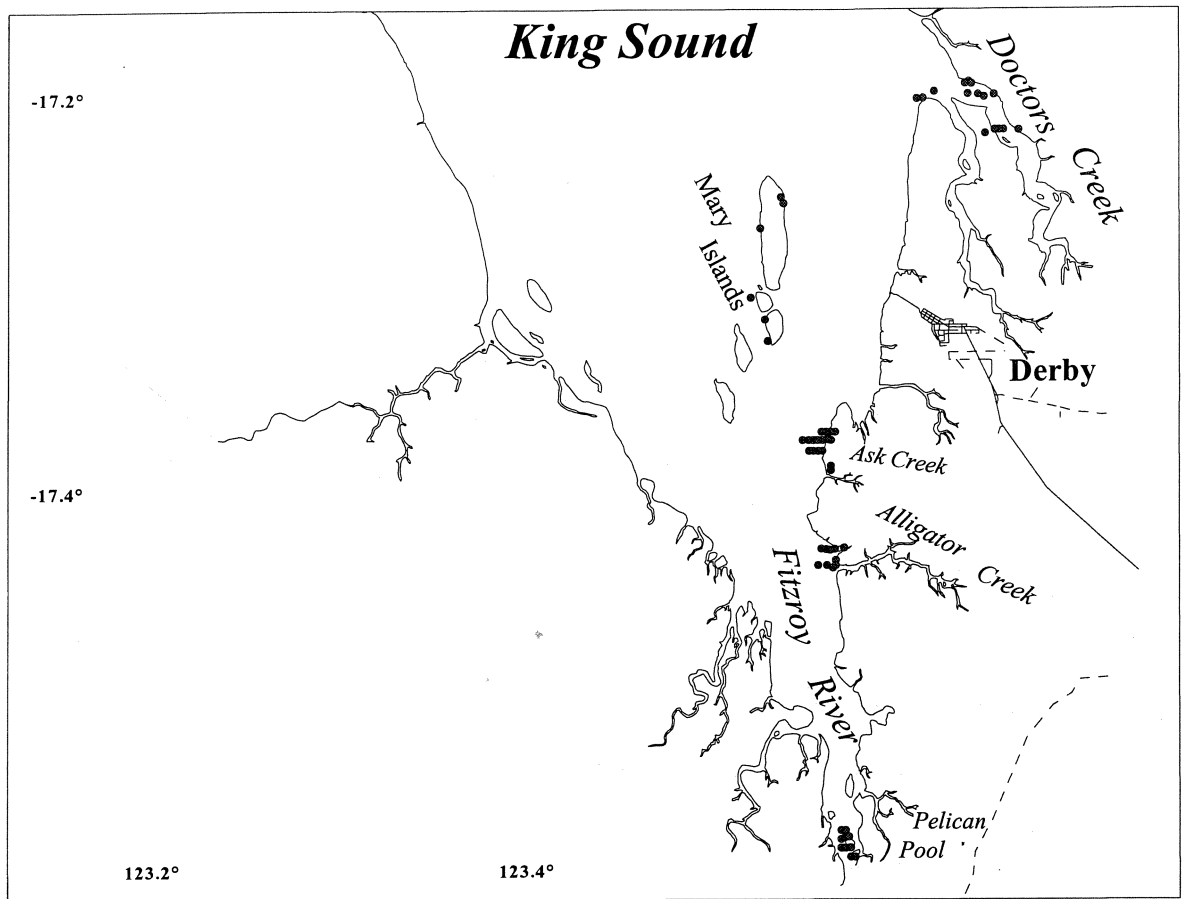 King Sound
-17.2°
Doctors
Creek
Mary
Islands
Derby
Ask Creek
-17.4°
Alligator
Creek
Fitzroy
River
Pelican
Pool
123.2°
123.4°